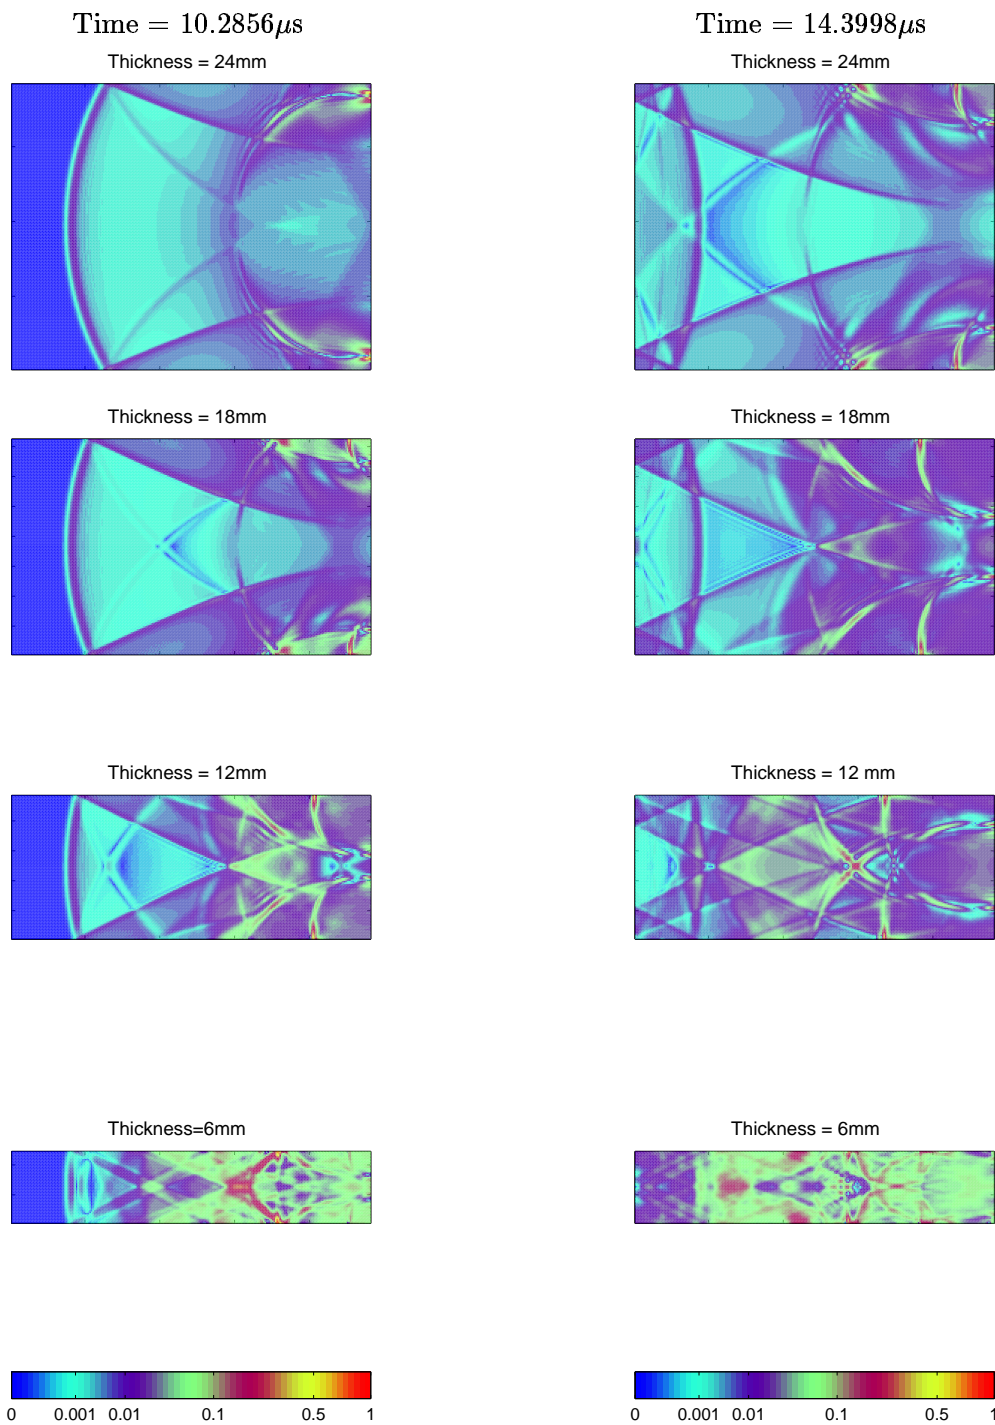 Time = 10.2856μs
Time = 14.3998μs
Thickness = 24mm
Thickness = 24mm
Thickness = 18mm
Thickness = 18mm
Thickness = 12mm
Thickness = 12 mm
Thickness=6mm
Thickness = 6mm
0 0.001 0.01 0.1 0.5 1
0 0.001 0.01 0.1 0.5 1